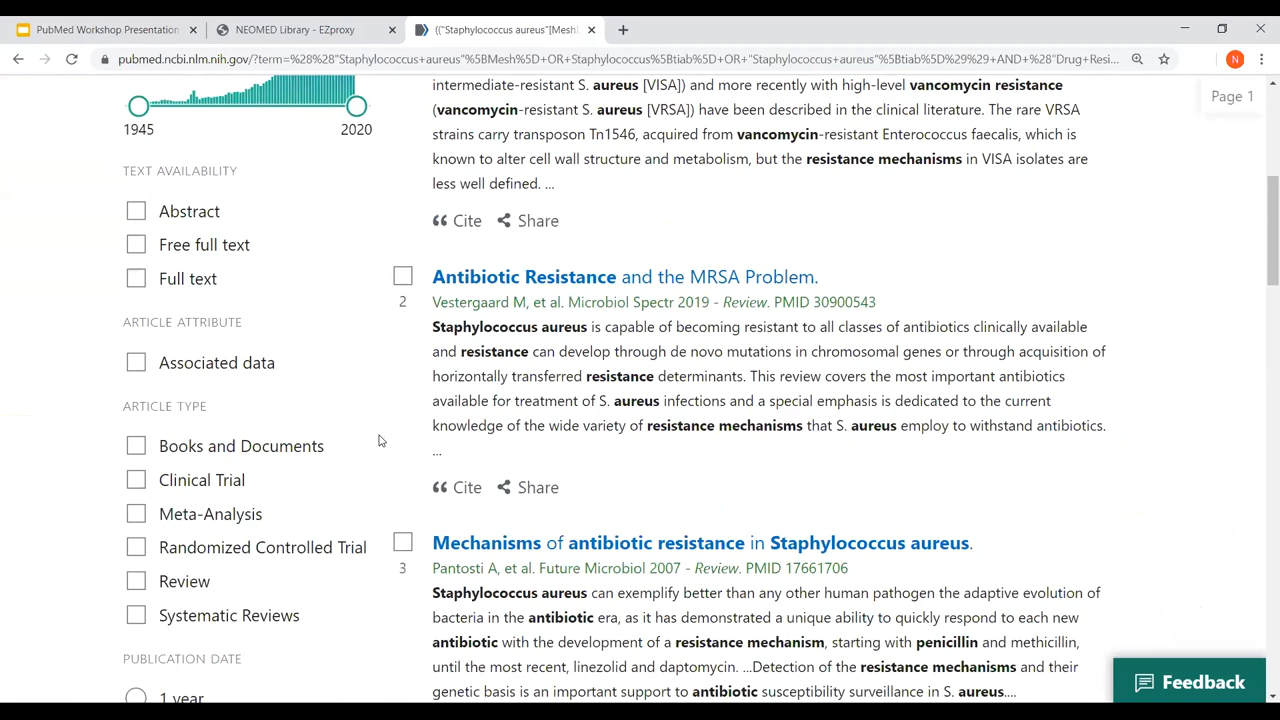 PubMed Workshop Presentation
NEOMED Library - EZproxy
(("Staphylococcus aureus"[Mesh
pubmed.ncbi.nlm.nih.gov/?term=%28%28"Staphylococcus+aureus"%5BMesh%5D+OR+Staphylococcus%5Btiab%5D+OR+"Staphylococcus+aureus"%5Btiab%5D%29%29+AND+%28"Drug+Resi...
N
Page 1
1945
2020
TEXT AVAILABILITY
Abstract
Free full text
Full text
ARTICLE ATTRIBUTE
Associated data
ARTICLE TYPE
Books and Documents
Clinical Trial
Meta-Analysis
Randomized Controlled Trial
Review
Systematic Reviews
PUBLICATION DATE
1 year
intermediate-resistant S. aureus [VISA]) and more recently with high-level vancomycin resistance
(vancomycin-resistant S. aureus [VRSA]) have been described in the clinical literature. The rare VRSA
strains carry transposon Tn1546, acquired from vancomycin-resistant Enterococcus faecalis, which is
known to alter cell wall structure and metabolism, but the resistance mechanisms in VISA isolates are
less well defined. ...
Cite Share
Antibiotic Resistance and the MRSA Problem.
2
Vestergaard M, et al. Microbiol Spectr 2019 - Review. PMID 30900543
Staphylococcus aureus is capable of becoming resistant to all classes of antibiotics clinically available
and resistance can develop through de novo mutations in chromosomal genes or through acquisition of
horizontally transferred resistance determinants. This review covers the most important antibiotics
available for treatment of S. aureus infections and a special emphasis is dedicated to the current
knowledge of the wide variety of resistance mechanisms that S. aureus employ to withstand antibiotics.
...
Cite Share
Mechanisms of antibiotic resistance in Staphylococcus aureus.
3
Pantosti A, et al. Future Microbiol 2007 - Review. PMID 17661706
Staphylococcus aureus can exemplify better than any other human pathogen the adaptive evolution of
bacteria in the antibiotic era, as it has demonstrated a unique ability to quickly respond to each new
antibiotic with the development of a resistance mechanism, starting with penicillin and methicillin,
until the most recent, linezolid and daptomycin. ...Detection of the resistance mechanisms and their
genetic basis is an important support to antibiotic susceptibility surveillance in S. aureus....
Feedback